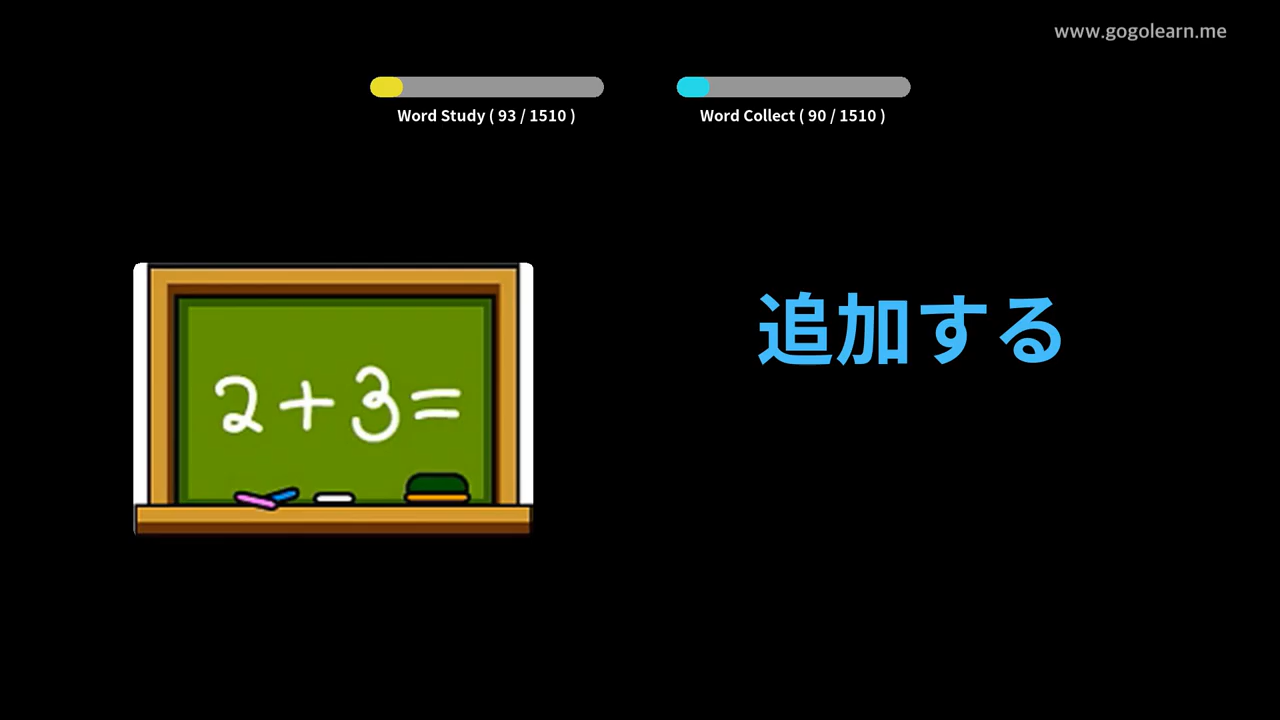 www.gogolearn.me
Word Study ( 93 / 1510 )
Word Collect ( 90 / 1510 )
2+3=
追加する